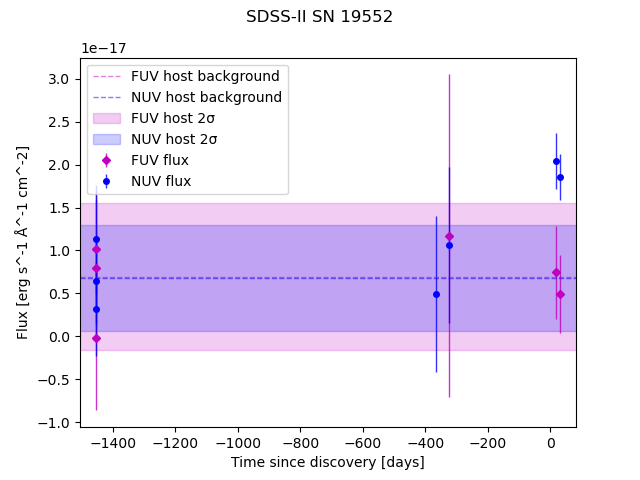 SDSS-II SN 19552
1e−17
FUV host background
NUV host background
FUV host 2σ
NUV host 2σ
FUV flux
NUV flux
3.0
2.5
2.0
1.5
1.0
0.5
0.0
−0.5
−1.0
Flux [erg s^-1 Å^-1 cm^-2]
−1400 −1200 −1000 −800 −600 −400 −200 0
Time since discovery [days]